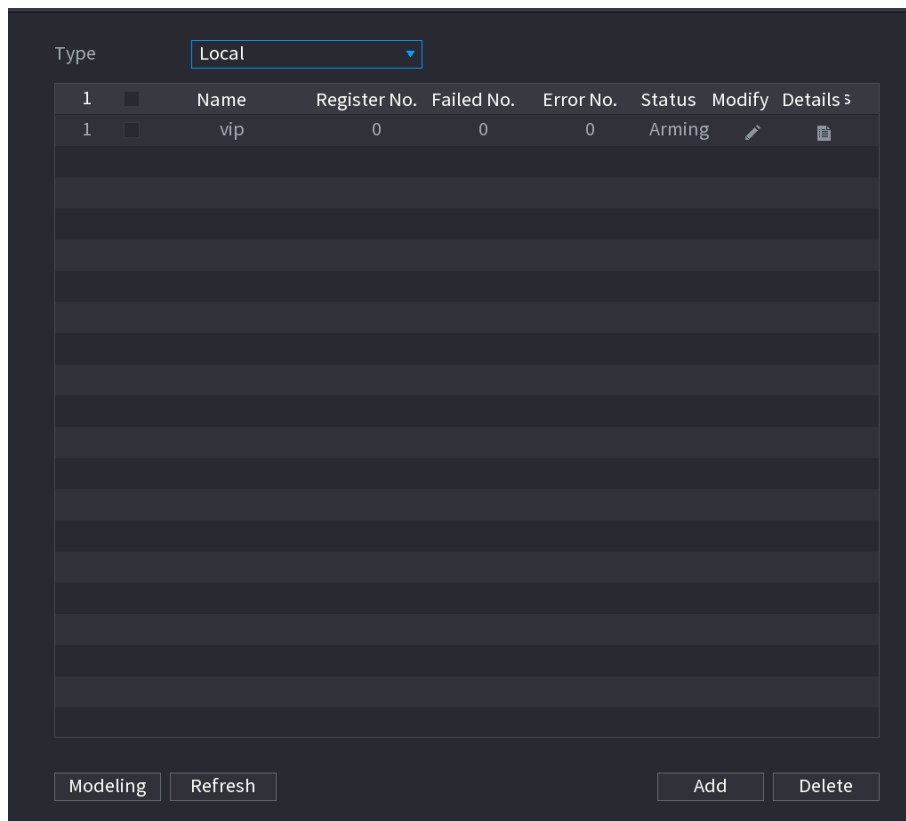 Type Local
1 Name Register No. Failed No. Error No. Status Modify Details s
1 vip 0 0 0 Arming
Modeling Refresh Add Delete